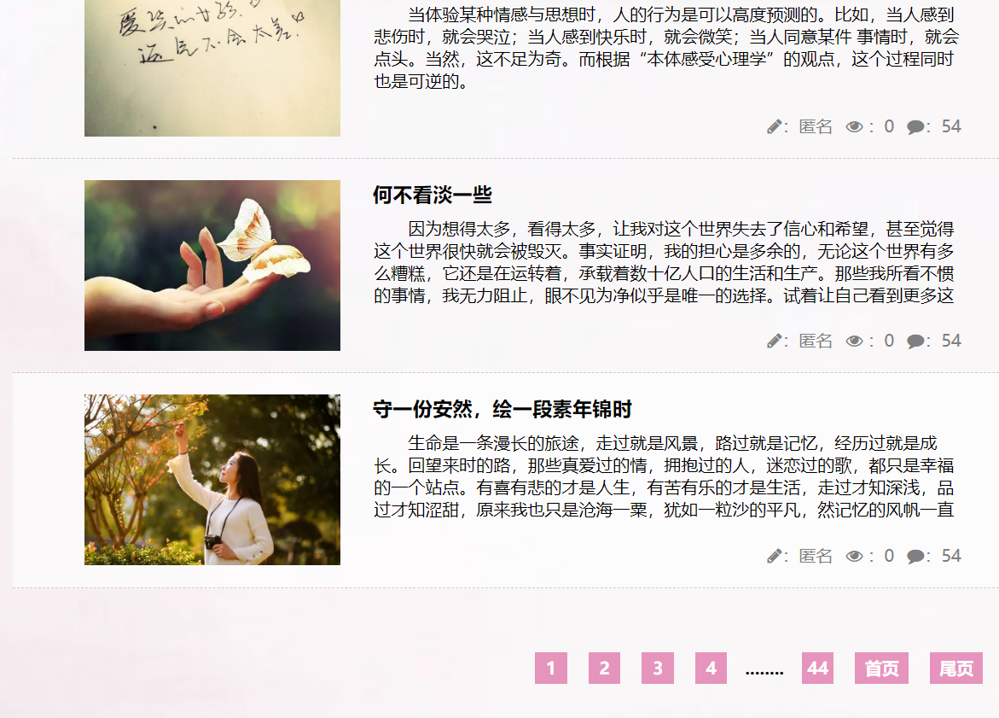 爱笑的女孩
运气不会太差
当体验某种情感与思想时，人的行为是可以高度预测的。比如，当人感到
悲伤时，就会哭泣；当人感到快乐时，就会微笑；当人同意某件 事情时，就会
点头。当然，这不足为奇。而根据“本体感受心理学”的观点，这个过程同时
也是可逆的。
：匿名 ：0 ：54
何不看淡一些
因为想得太多，看得太多，让我对这个世界失去了信心和希望，甚至觉得
这个世界很快就会被毁灭。事实证明，我的担心是多余的，无论这个世界有多
么糟糕，它还是在运转着，承载着数十亿人口的生活和生产。那些我所看不惯
的事情，我无力阻止，眼不见为净似乎是唯一的选择。试着让自己看到更多这
：匿名 ：0 ：54
守一份安然，绘一段素年锦时
生命是一条漫长的旅途，走过就是风景，路过就是记忆，经历过就是成
长。回望来时的路，那些真爱过的情，拥抱过的人，迷恋过的歌，都只是幸福
的一个站点。有喜有悲的才是人生，有苦有乐的才是生活，走过才知深浅，品
过才知涩甜，原来我也只是沧海一粟，犹如一粒沙的平凡，然记忆的风帆一直
：匿名 ：0 ：54
1 2 3 4 ........ 44 首页 尾页